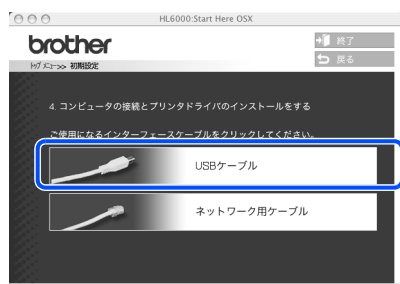 HL6000:Start Here OSX
brother
終了
戻る
トップメニュー>> 初期設定
4. コンピュータの接続とプリンタドライバのインストールをする
ご使用になるインターフェースケーブルをクリックしてください。
USBケーブル
ネットワーク用ケーブル